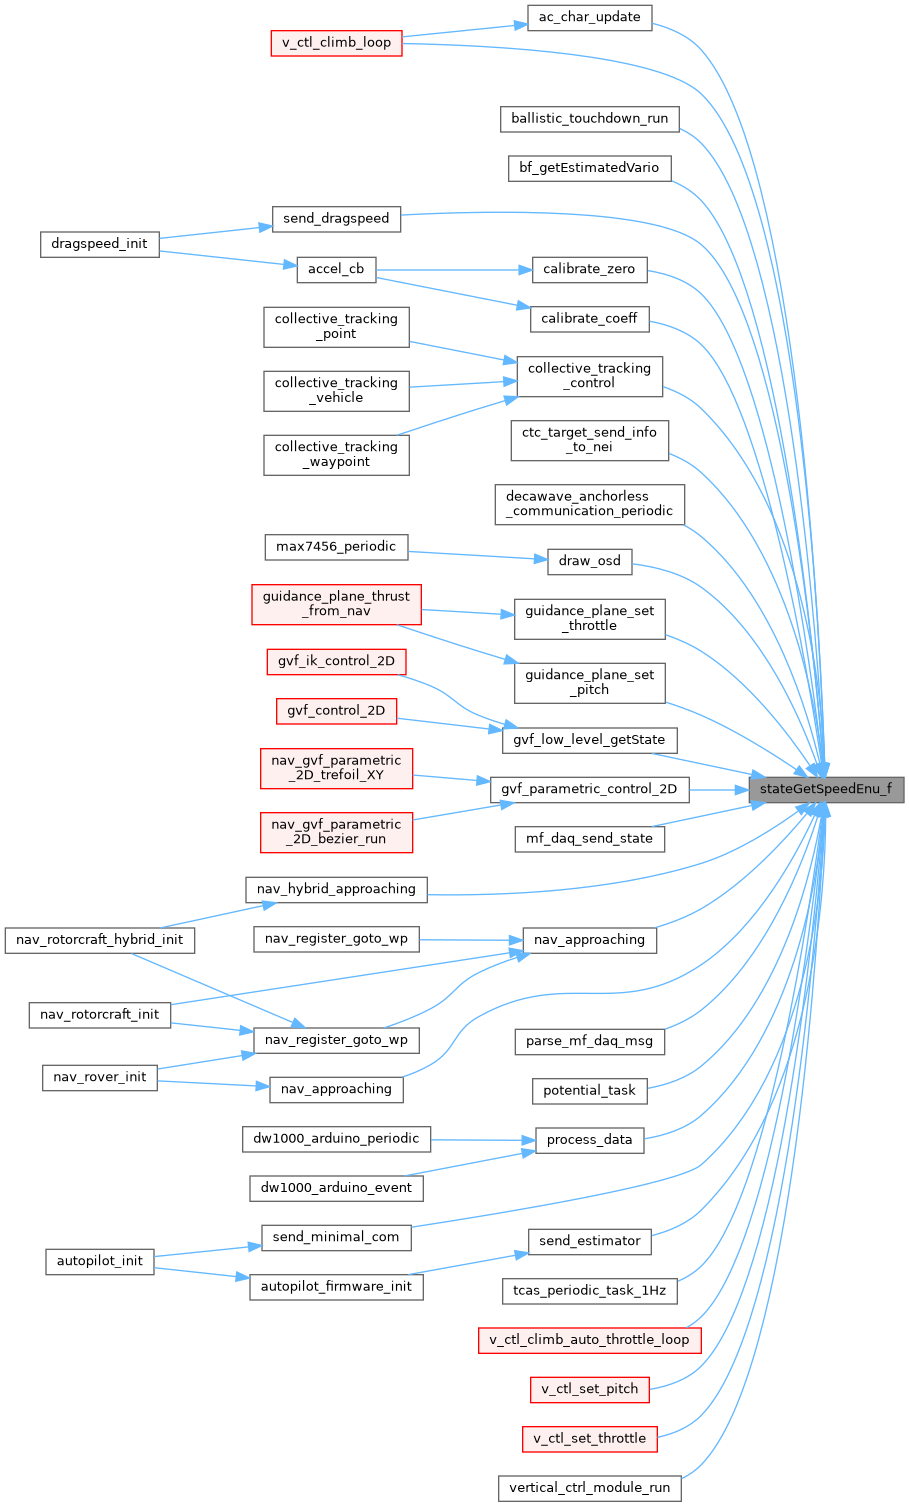 ac_char_update
v_ctl_climb_loop
ballistic_touchdown_run
bf_getEstimatedVario
send_dragspeed
dragspeed_init
accel_cb
calibrate_zero
calibrate_coeff
collective_tracking
_point
collective_tracking
_control
collective_tracking
_vehicle
collective_tracking
_waypoint
ctc_target_send_info
_to_nei
decawave_anchorless
_communication_periodic
max7456_periodic
draw_osd
guidance_plane_thrust
_from_nav
guidance_plane_set
_throttle
gvf_ik_control_2D
guidance_plane_set
_pitch
gvf_control_2D
gvf_low_level_getState
nav_gvf_parametric
_2D_trefoil_XY
gvf_parametric_control_2D
stateGetSpeedEnu_f
nav_gvf_parametric
_2D_bezier_run
mf_daq_send_state
nav_hybrid_approaching
nav_rotorcraft_hybrid_init
nav_register_goto_wp
nav_approaching
nav_rotorcraft_init
nav_register_goto_wp
parse_mf_daq_msg
nav_rover_init
nav_approaching
potential_task
dw1000_arduino_periodic
process_data
dw1000_arduino_event
send_minimal_com
send_estimator
autopilot_init
autopilot_firmware_init
tcas_periodic_task_1Hz
v_ctl_climb_auto_throttle_loop
v_ctl_set_pitch
v_ctl_set_throttle
vertical_ctrl_module_run